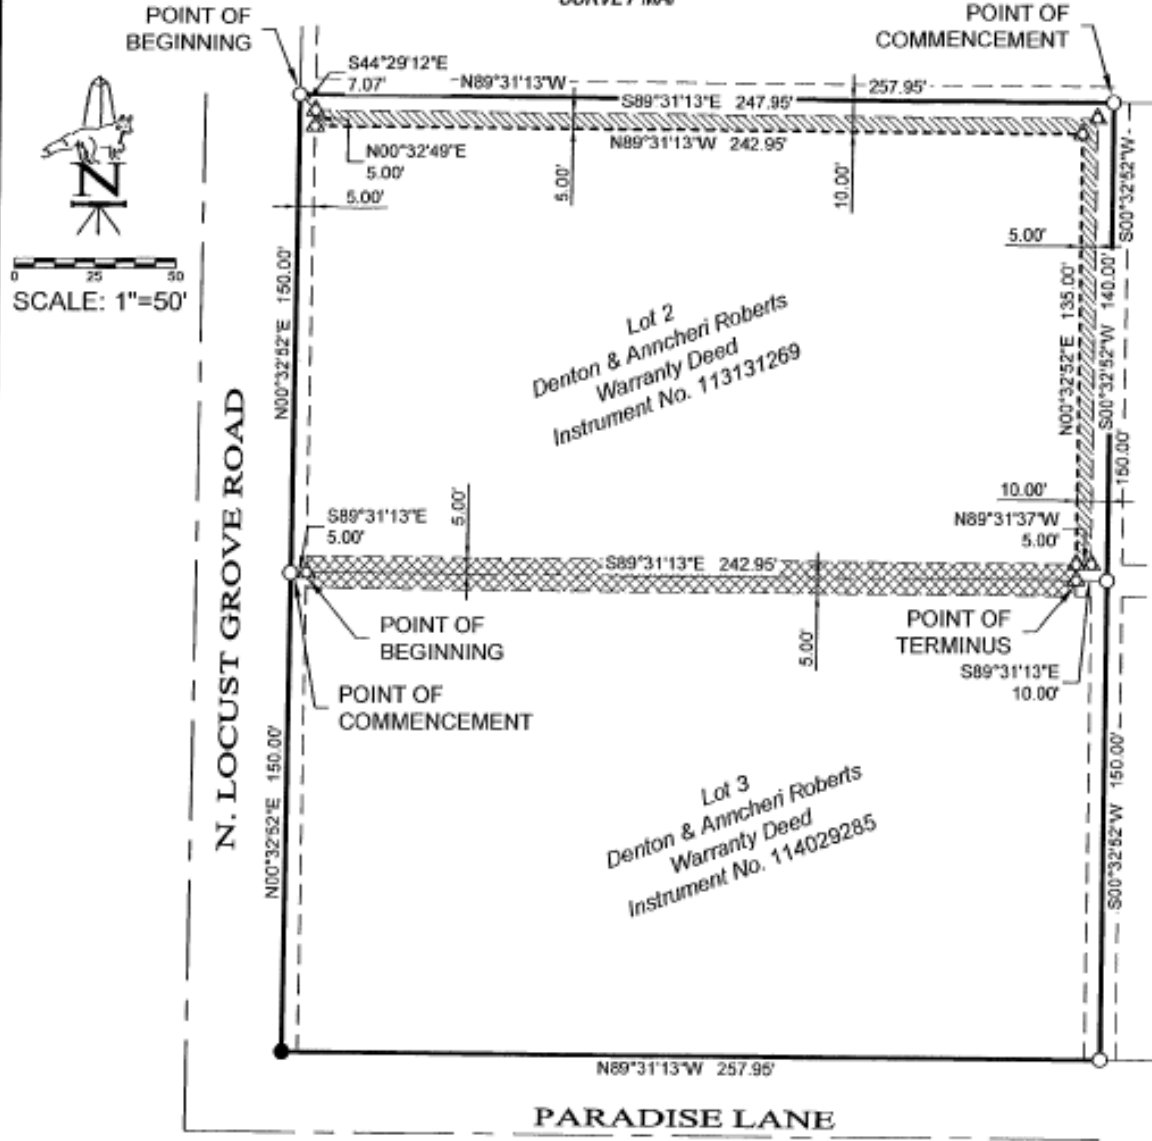 SURVEY MAP
POINT OF
BEGINNING
POINT OF
COMMENCEMENT
S44°29'12"E
7.07'
N89°31'13"W
257.95'
S89°31'13"E 247.95'
N89°31'13"W 242.95'
N00°32'49"E
5.00'
5.00'
5.00'
10.00'
S00°32'52"W
5.00'
N
0 25 50
SCALE: 1"=50'
N00°32'52"E 150.00'
N00°32'52"E 135.00'
S00°32'52"W 140.00'
150.00'
Lot 2
Denton & Anncheri Roberts
Warranty Deed
Instrument No. 113131269
N. LOCUST GROVE ROAD
10.00'
N89°31'37"W
5.00'
S89°31'13"E
5.00'
5.00'
S89°31'13"E 242.95'
POINT OF
BEGINNING
POINT OF
TERMINUS
5.00'
S89°31'13"E
10.00'
POINT OF
COMMENCEMENT
N00°32'52"E 150.00'
S00°32'52"W 150.00'
Lot 3
Denton & Anncheri Roberts
Warranty Deed
Instrument No. 114029285
N89°31'13"W 257.95'
PARADISE LANE